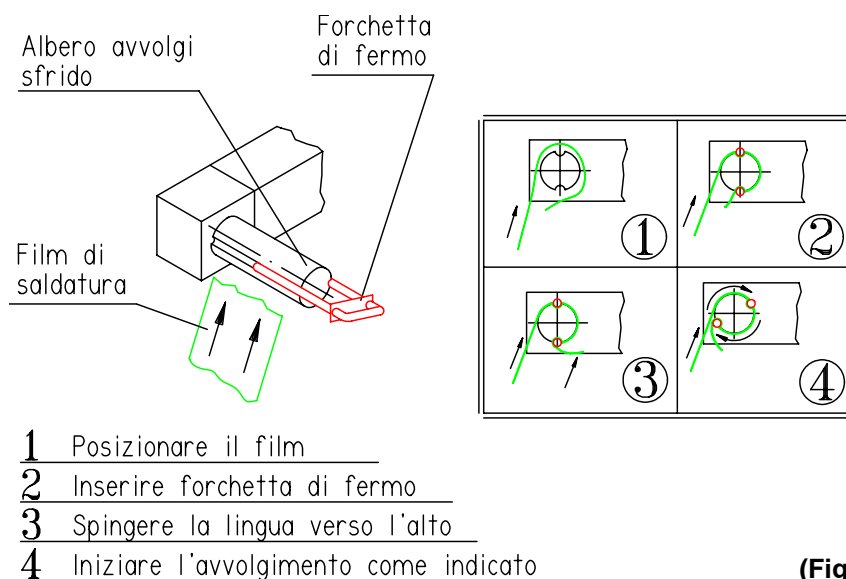 Albero avvolgi
sfrido
Forchetta
di fermo
Film di
saldatura
1
2
3
4
1 Posizionare il film
2 Inserire forchetta di fermo
3 Spingere la lingua verso l'alto
4 Iniziare l'avvolgimento come indicato
(Fig